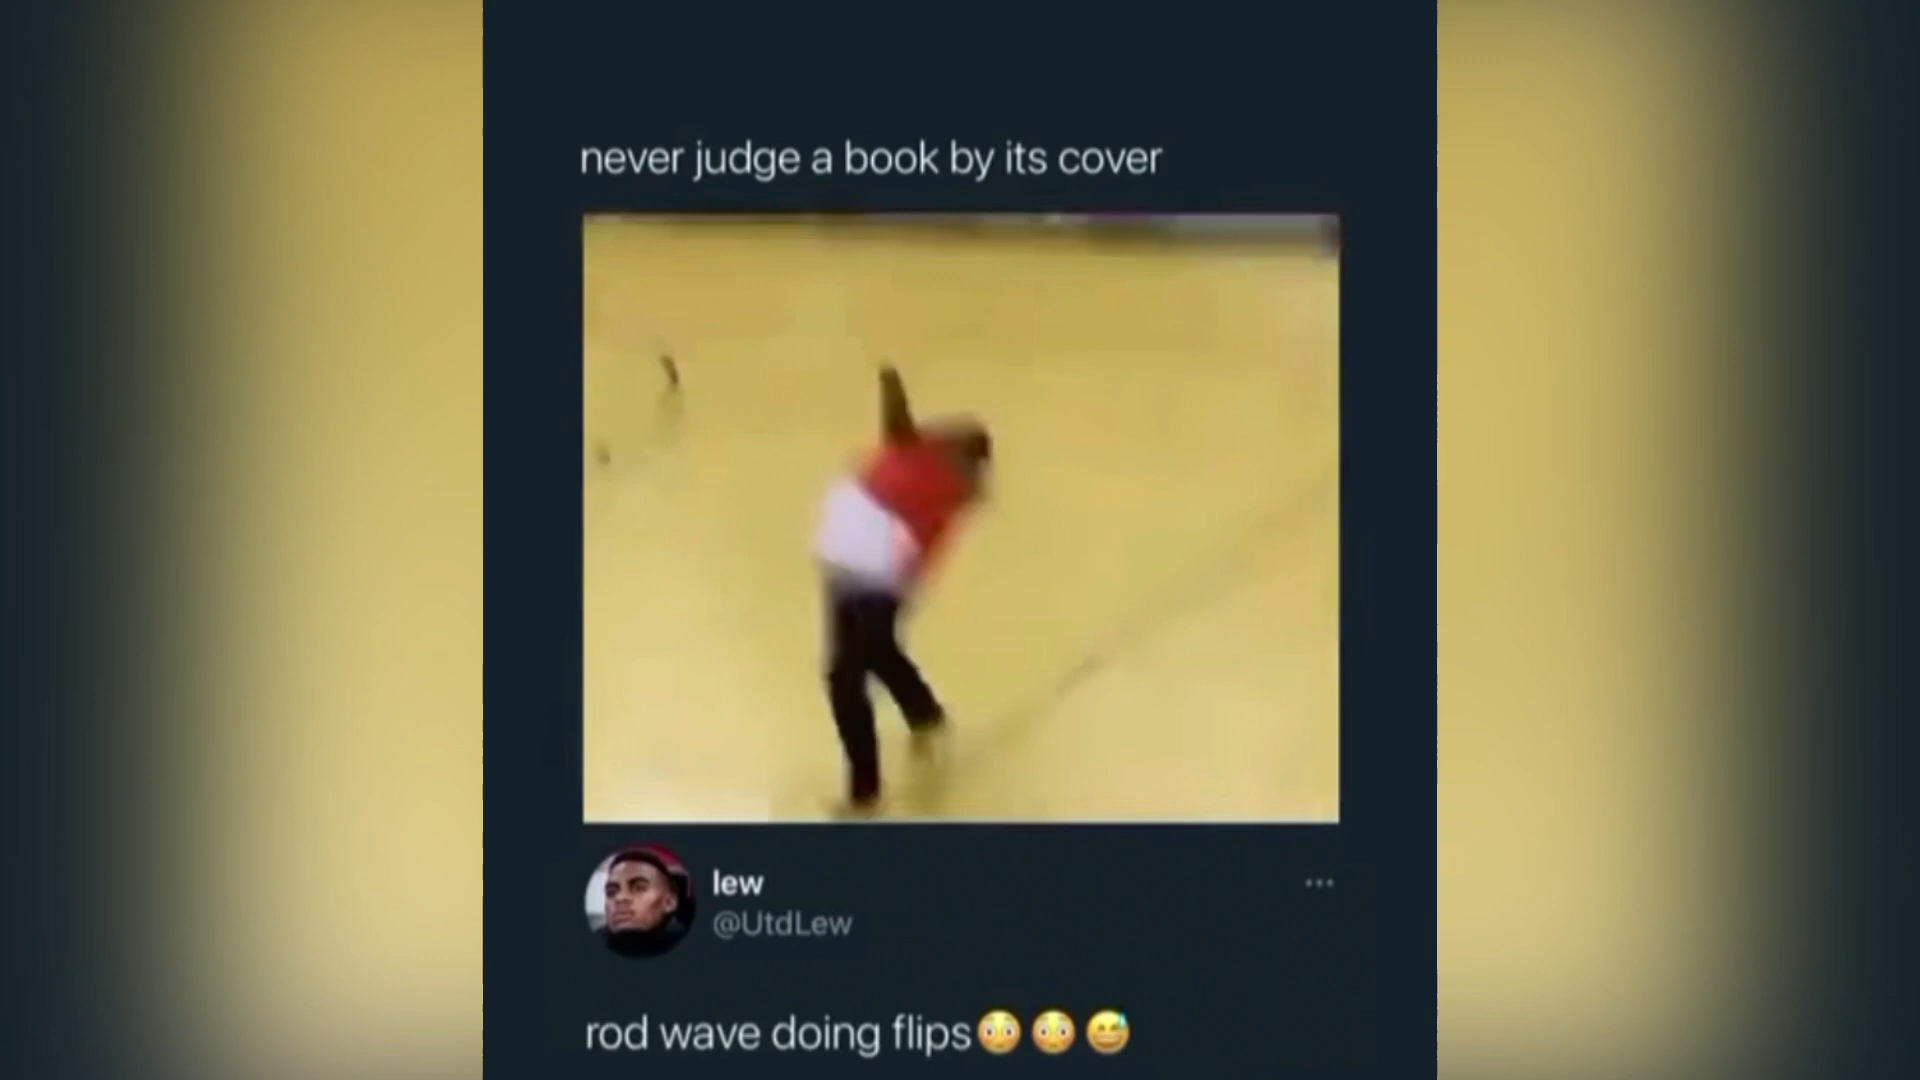 never judge a book by its cover
lew
@UtdLew
rod wave doing flips😳😳😅